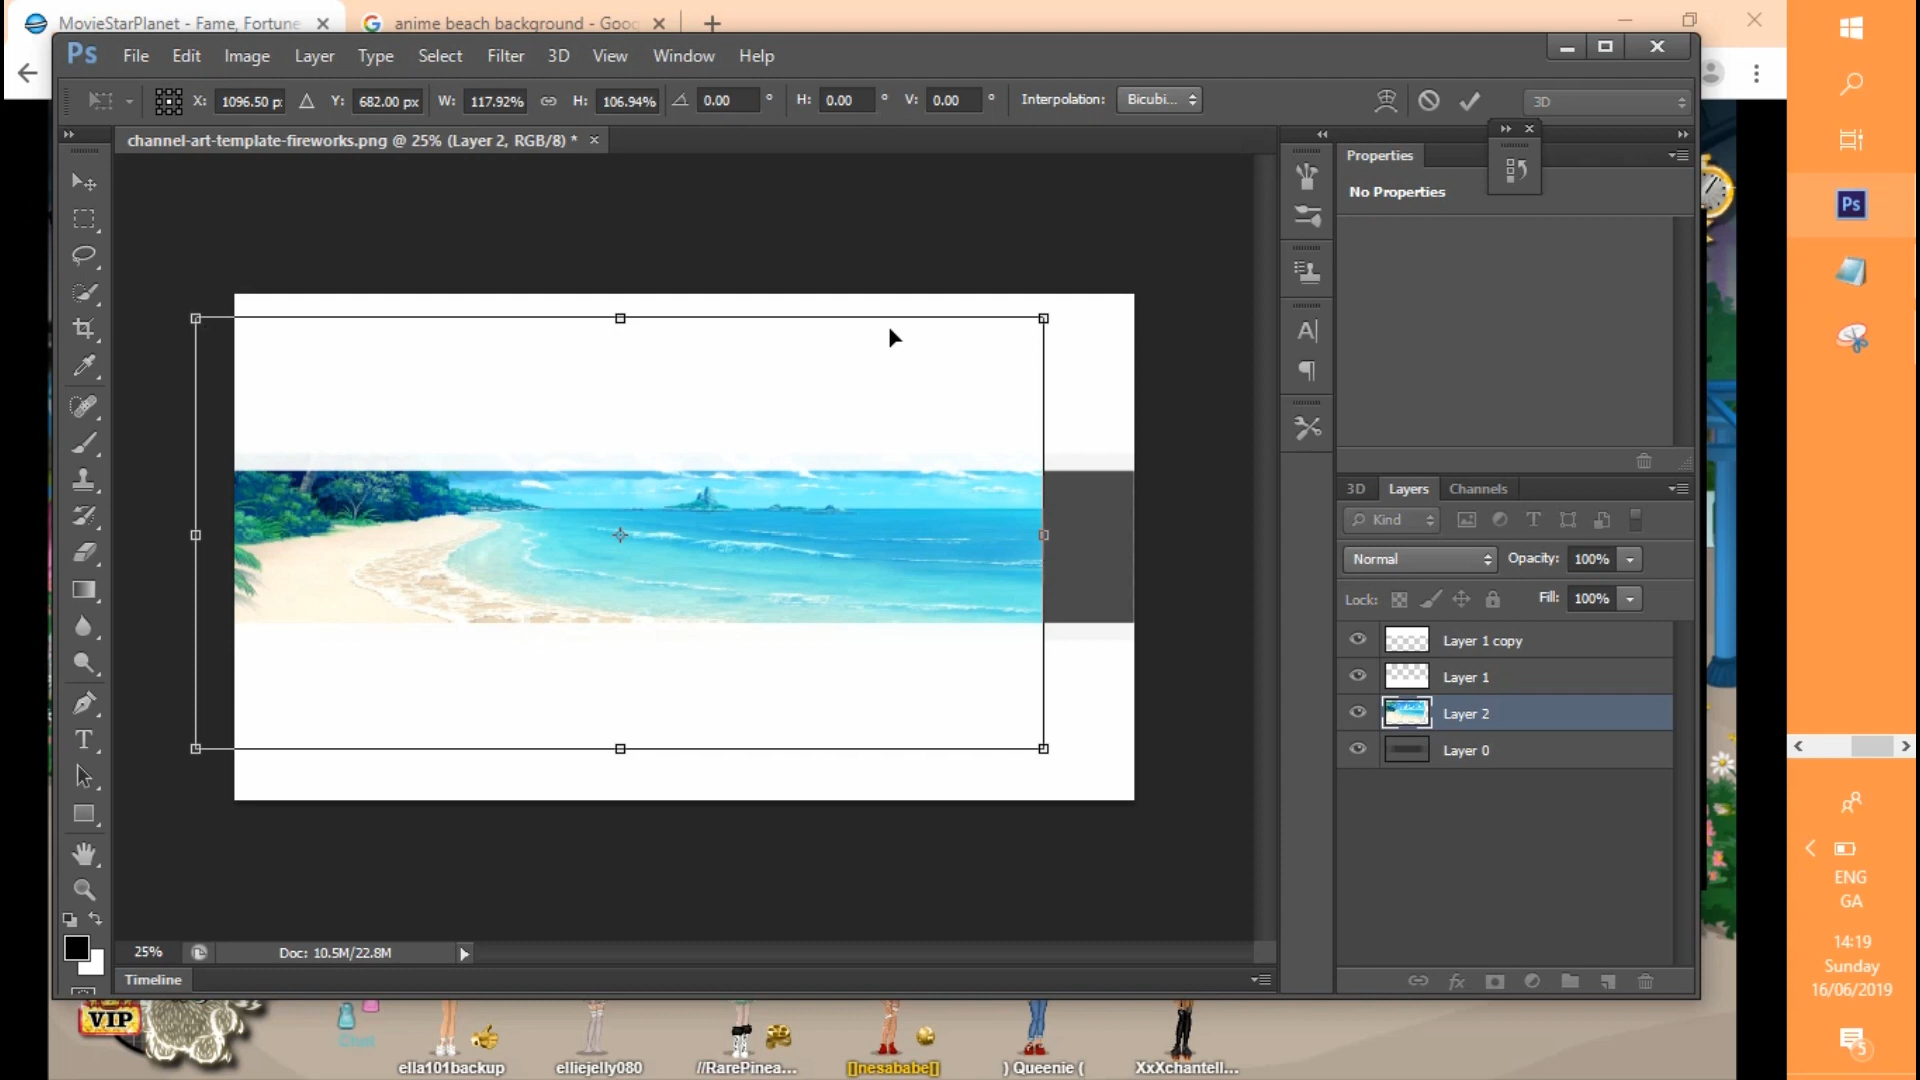 MovieStarPlanet - Fame, Fortune
anime beach background - Goo
Ps
File Edit Image Layer Type Select Filter 3D View Window Help
X: 1096.50 p: Y: 682.00 px W: 117.92% H: 106.94% 0.00 ° H: 0.00 ° V: 0.00 ° Interpolation: Bicubi... 3D
channel-art-template-fireworks.png @ 25% (Layer 2, RGB/8) *
Properties
No Properties
Ps
3D Layers Channels
Kind
Normal Opacity: 100%
Lock: Fill: 100%
Layer 1 copy
Layer 1
Layer 2
Layer 0
25% Doc: 10.5M/22.8M
Timeline
ENG
GA
14:19
Sunday
16/06/2019
5
VIP
Chat
ella101backup
elliejelly080
//RarePinea...
[]nesababe[]
) Queenie (
XxXchantell...